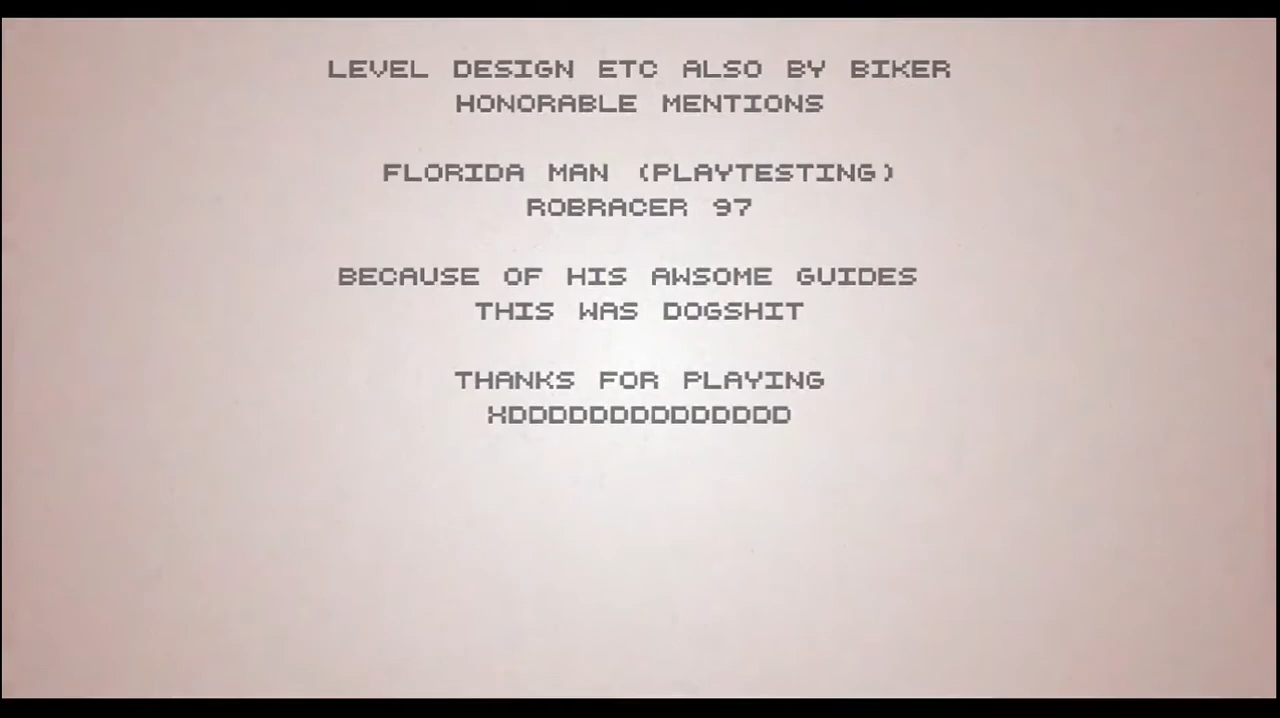 LEVEL DESIGN ETC ALSO BY BIKER
HONORABLE MENTIONS
FLORIDA MAN (PLAYTESTING)
ROBRACER 97
BECAUSE OF HIS AWSOME GUIDES
THIS WAS DOGSHIT
THANKS FOR PLAYING
XDDDDDDDDDDDDDD